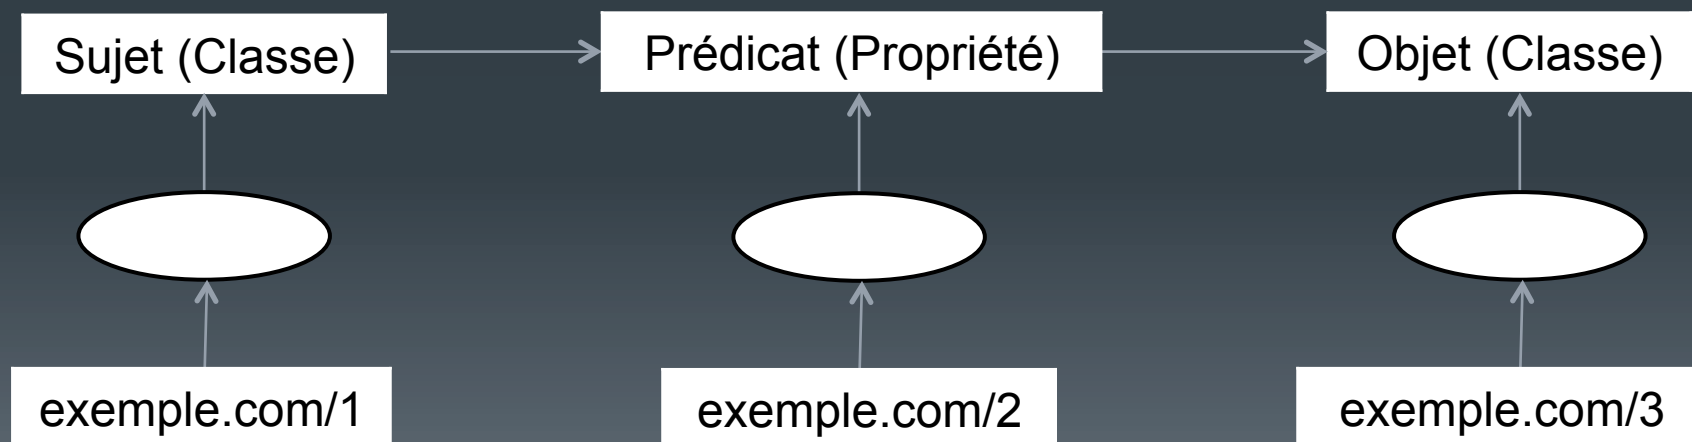 Sujet (Classe)
Prédicat (Propriété)
Objet (Classe)
exemple.com/1
exemple.com/2
exemple.com/3